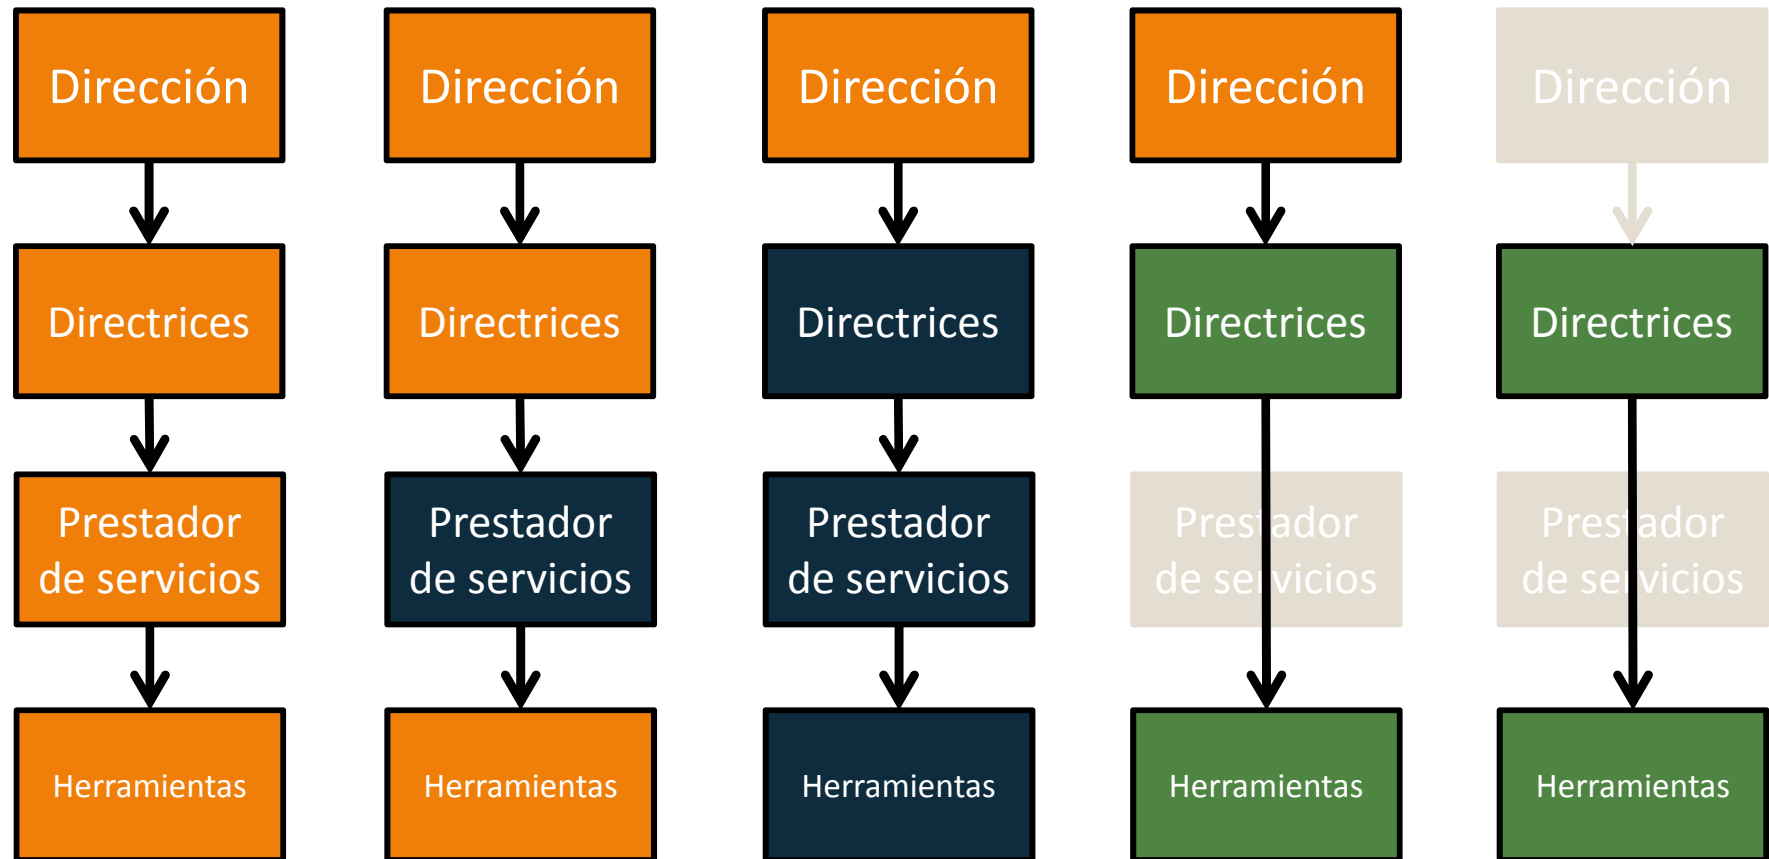 Dirección
Dirección
Dirección
Dirección
Dirección
Directrices
Directrices
Directrices
Directrices
Directrices
Prestador
de servicios
Prestador
de servicios
Prestador
de servicios
Prestador
de servicios
Prestador
de servicios
Herramientas
Herramientas
Herramientas
Herramientas
Herramientas